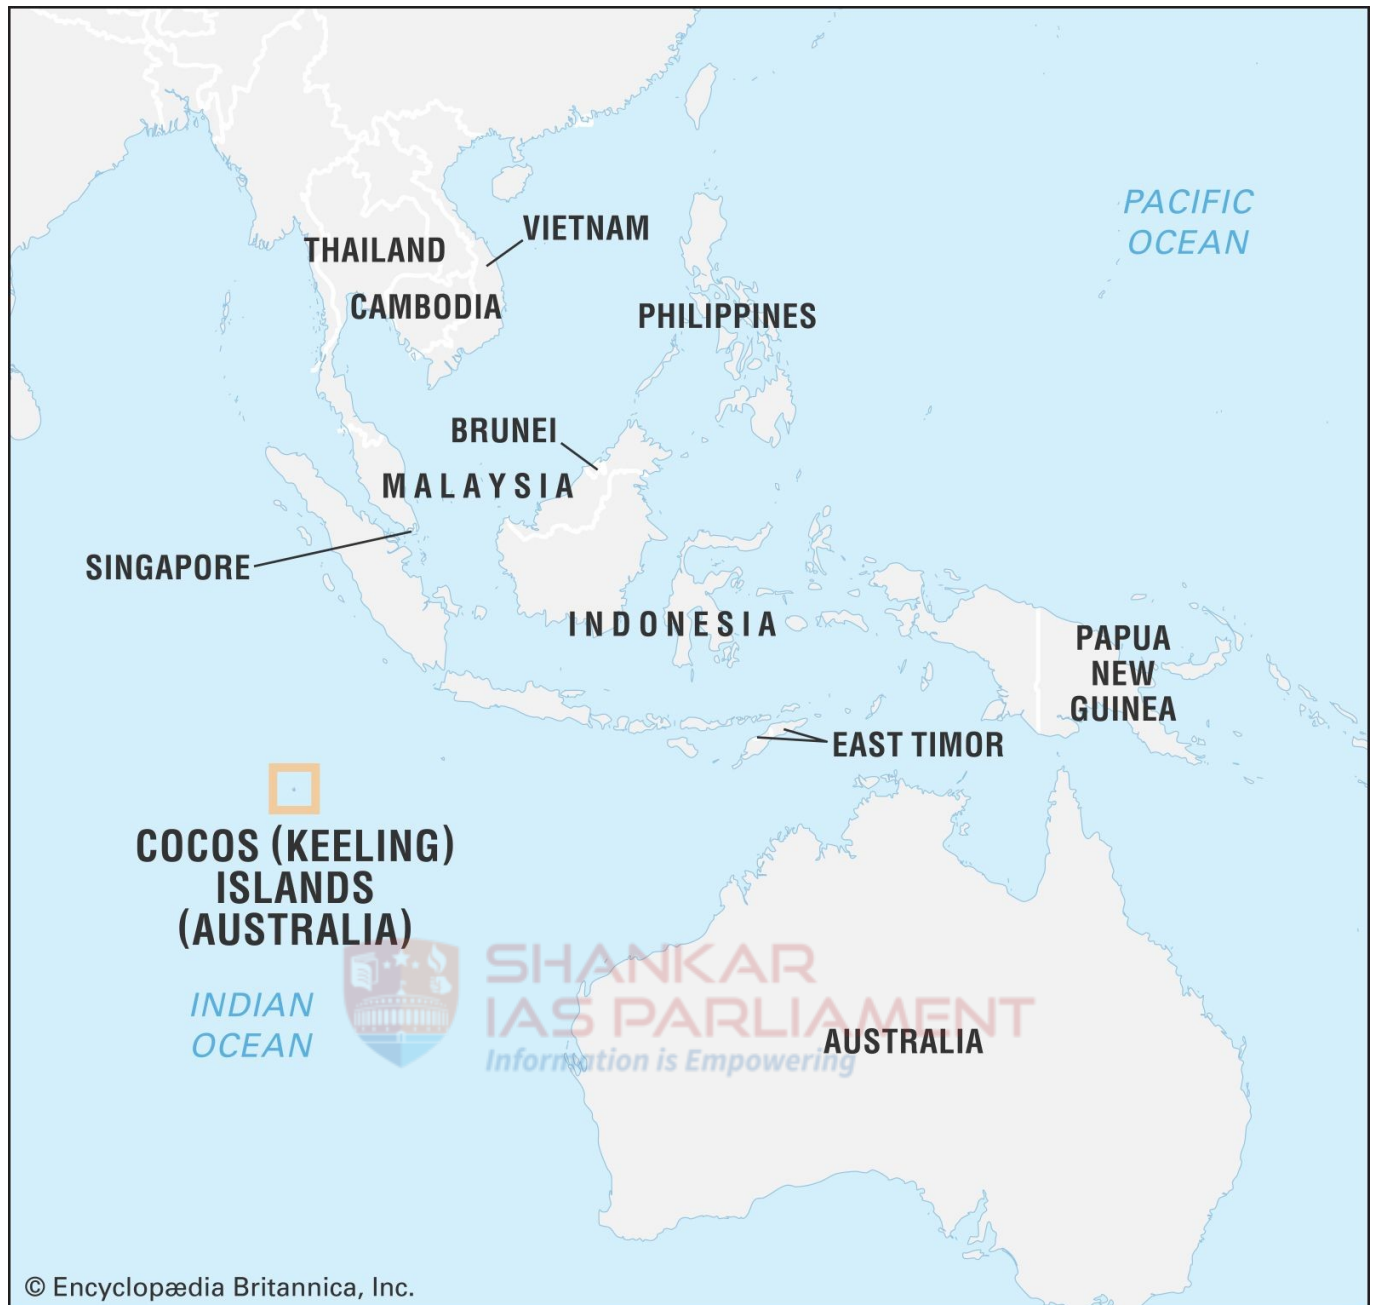 PACIFIC
OCEAN
VIETNAM
THAILAND
CAMBODIA
PHILIPPINES
BRUNEI
MALAYSIA
SINGAPORE
INDONESIA
PAPUA
NEW
GUINEA
EAST TIMOR
COCOS (KEELING)
ISLANDS
(AUSTRALIA)
INDIAN
OCEAN
SHANKAR
IAS PARLIAMENT
Information is Empowering
AUSTRALIA
© Encyclopædia Britannica, Inc.